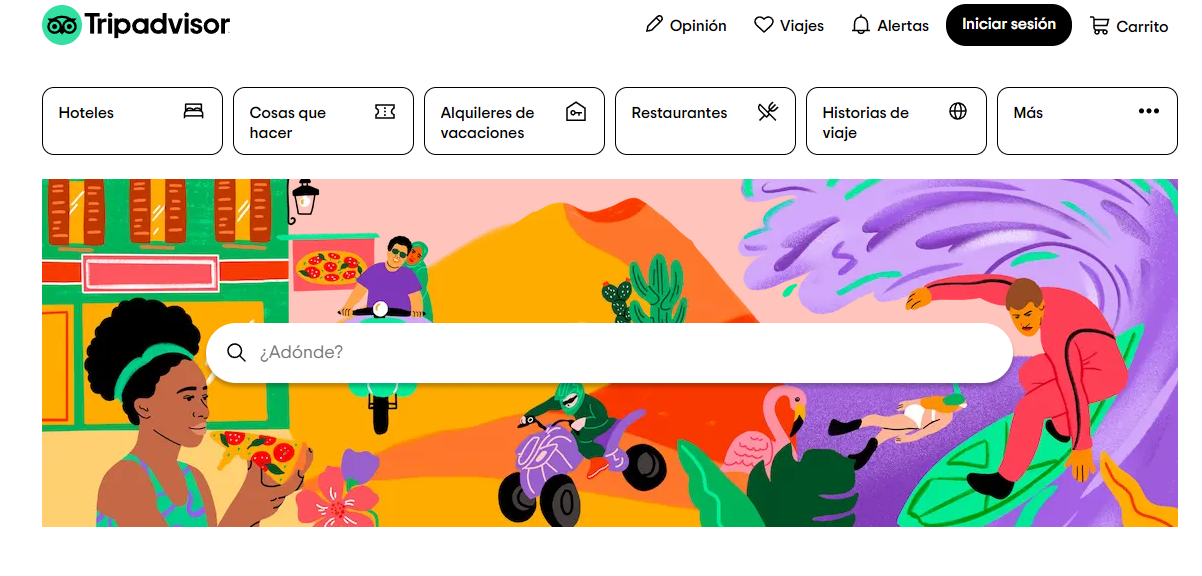 Tripadvisor
Opinión
Viajes
Alertas
Iniciar sesión
Carrito
Hoteles
Cosas que
hacer
Alquileres de
vacaciones
Restaurantes
Historias de
viaje
Más
¿Adónde?